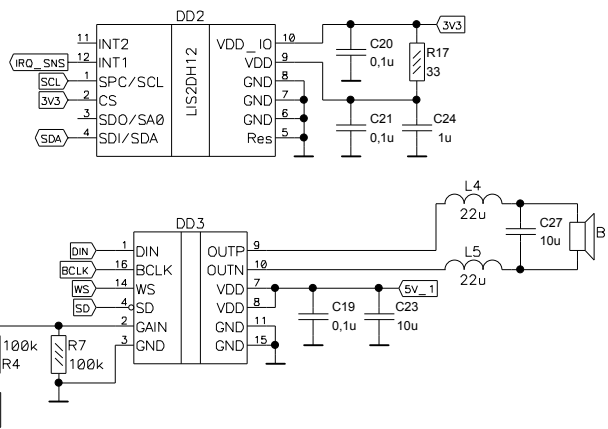 DD2
LIS2DH12
11 INT2
IRQ_SNS 12 INT1
SCL 1 SPC/SCL
3V3 2 CS
3 SDO/SA0
SDA 4 SDI/SDA
VDD_IO 10
VDD 9
GND 8
GND 7
GND 6
Res 5
3V3
C20
0,1u
R17
33
C21
0,1u
C24
1u
DD3
DIN 1 DIN
BCLK 16 BCLK
WS 14 WS
SD 4 SD
2 GAIN
3 GND
OUTP 9
OUTN 10
VDD 7
VDD 8
GND 11
GND 15
L4
22u
L5
22u
C27
10u
B
5V_1
C19
0,1u
C23
10u
100k
R4
R7
100k